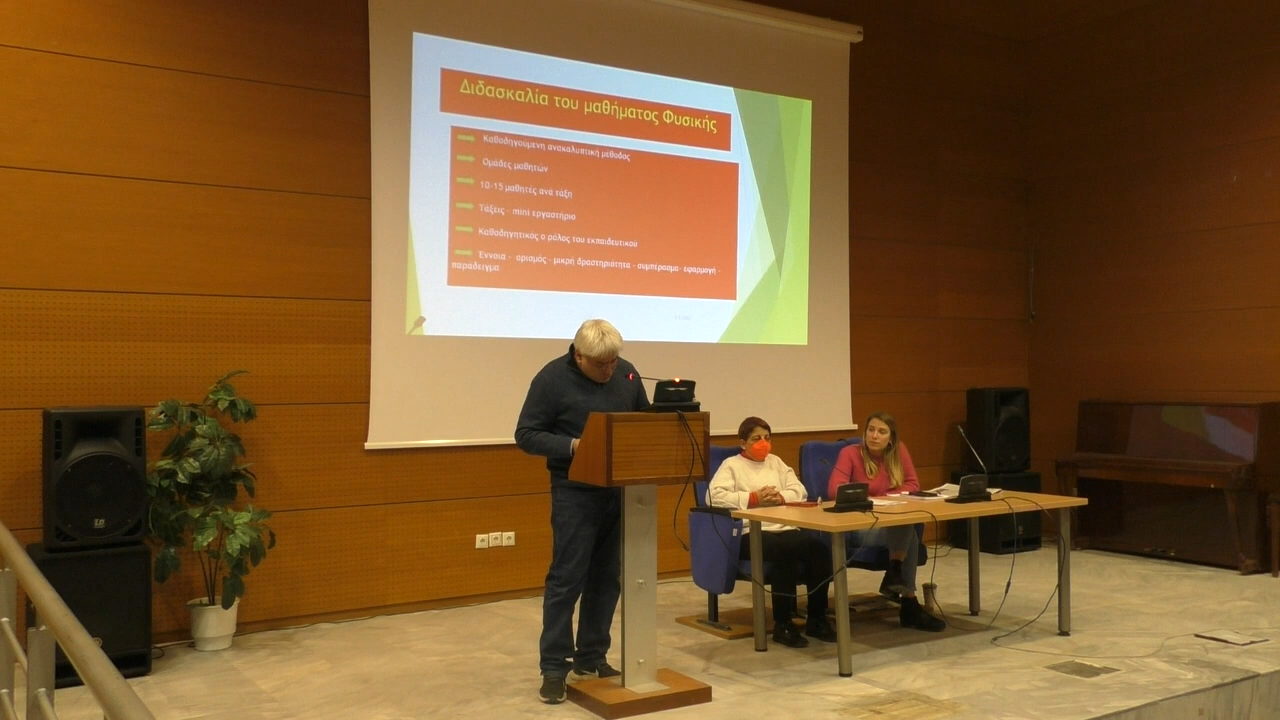 Διδασκαλία του μαθήματος Φυσικής
Καθοδηγούμενη ανακαλυπτική μέθοδος
Ομάδες μαθητών
10-15 μαθητές ανά τάξη
Τάξεις - mini εργαστήριο
Καθοδηγητικός ο ρόλος του εκπαιδευτικού
Έννοια - ορισμός - μικρή δραστηριότητα - συμπέρασμα- εφαρμογή -
παράδειγμα